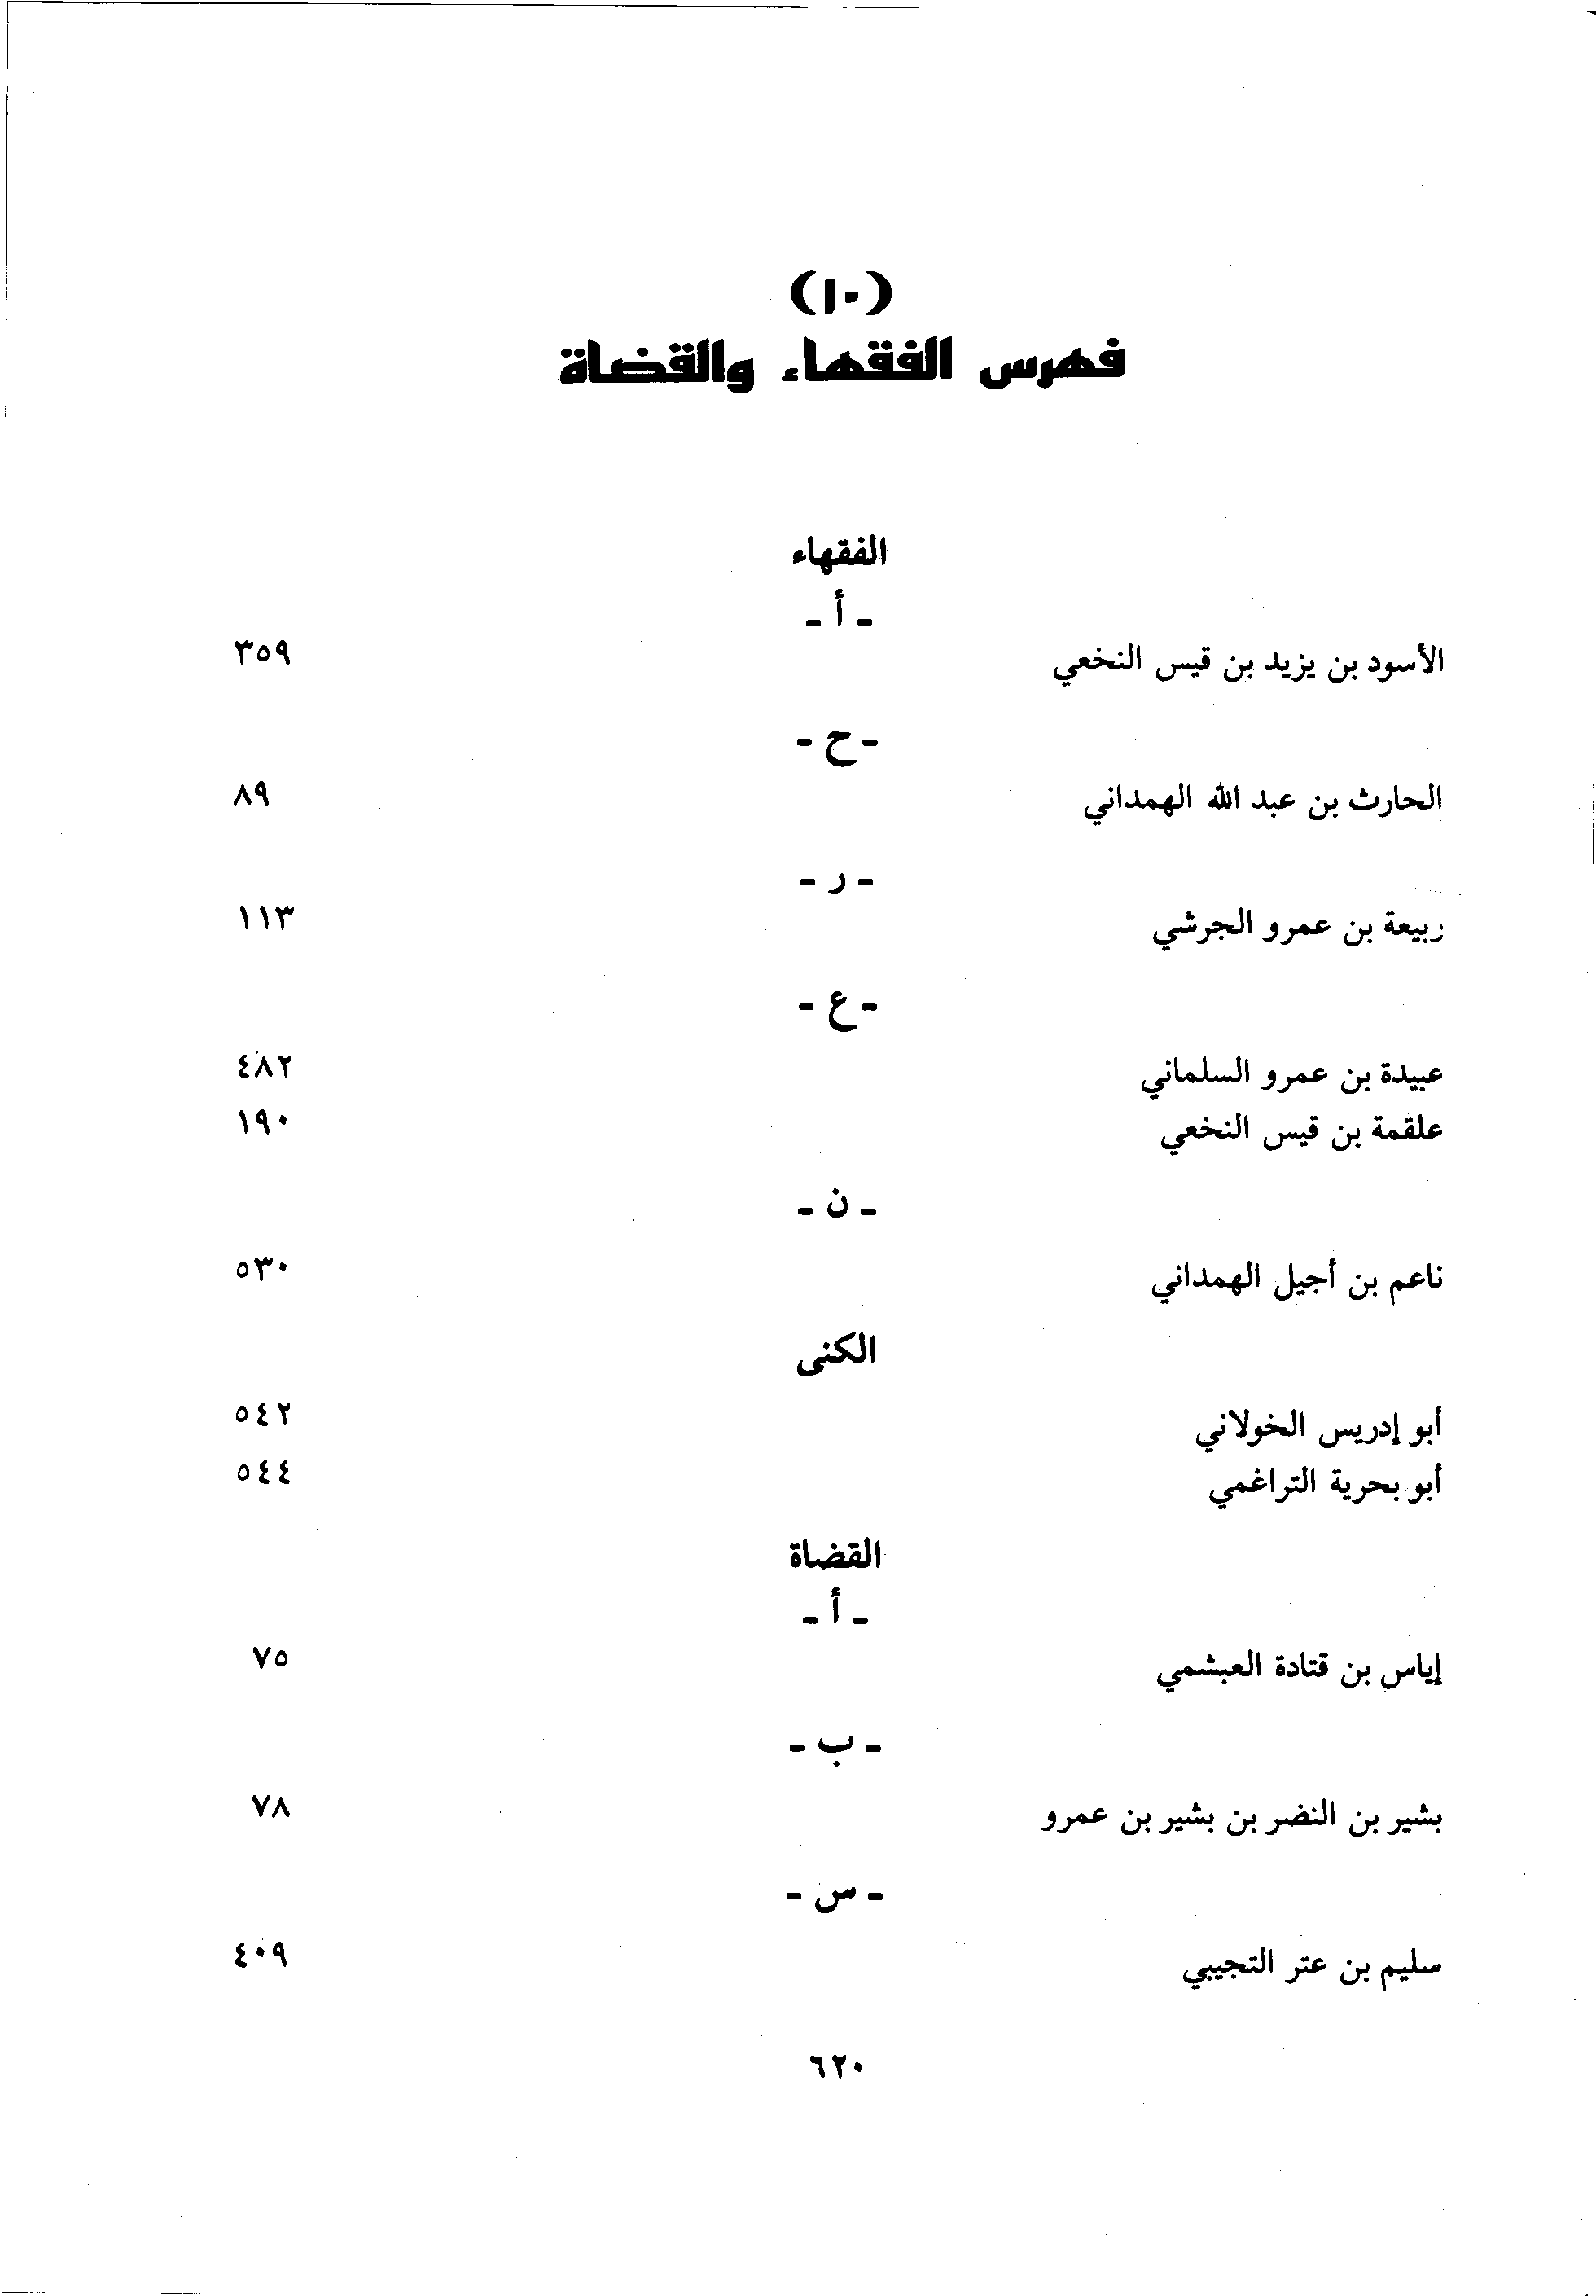 (١٠)
فهرس الفقهاء والقضاة
الفقهاء
- أ -
الأسود بن يزيد بن قيس النخعي ٣٥٩
- ح -
الحارث بن عبد الله الهمداني ٨٩
- ر -
ربيعة بن عمرو الجرشي ١١٣
- ع -
عبيدة بن عمرو السلماني ٤٨٢
علقمة بن قيس النخعي ١٩٠
- ن -
ناعم بن أجيل الهمداني ٥٣٠
الكنى
أبو إدريس الخولاني ٥٤٢
أبو بحرية التراغمي ٥٤٤
القضاة
- أ -
إياس بن قتادة العبشمي ٧٥
- ب -
بشير بن النضر بن بشير بن عمرو ٧٨
- س -
سليم بن عتر التجيبي ٤٠٩
٦٢٠